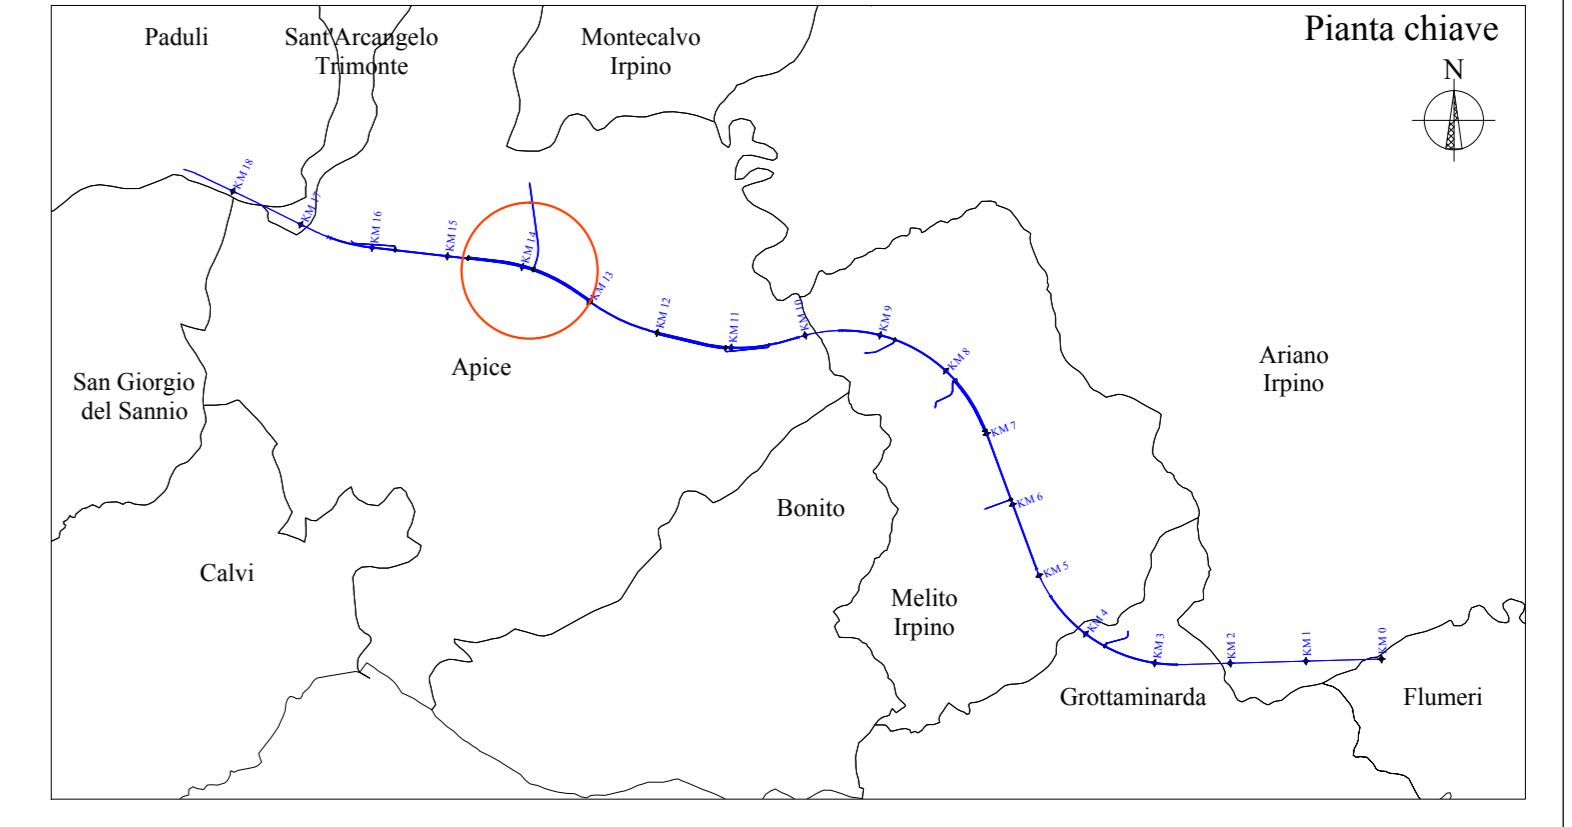 Pianta chiave
N
Paduli
Sant'Arcangelo
Trimonte
Montecalvo
Irpino
KM 18
KM 17
KM 16
KM 15
KM 14
KM 13
KM 12
KM 11
KM 10
KM 9
KM 8
KM 7
KM 6
KM 5
KM 4
KM 3
KM 2
KM 1
KM 0
Apice
San Giorgio
del Sannio
Ariano
Irpino
Bonito
Calvi
Melito
Irpino
Grottaminarda
Flumeri